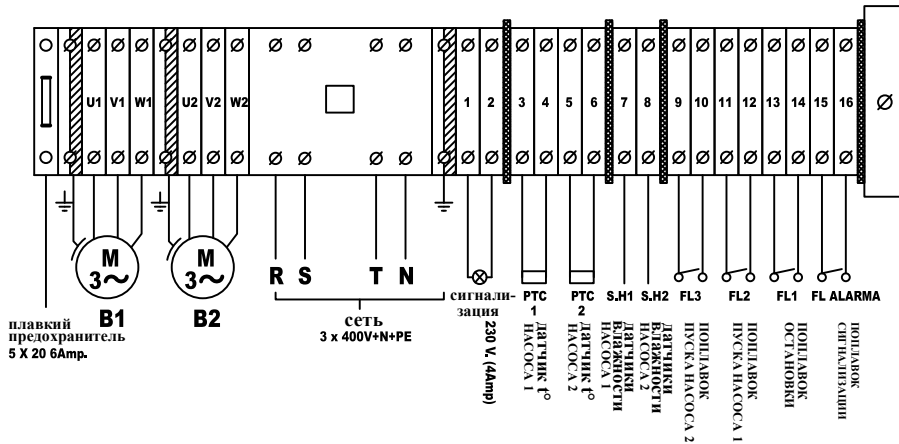 U1 V1 W1 U2 V2 W2 1 2 3 4 5 6 7 8 9 10 11 12 13 14 15 16
M
3~
M
3~
B1
B2
R S T N
сеть
3 x 400V+N+PE
плавкий
предохранитель
5 X 20 6Amp.
сигнали-
зация
230 V. (4Amp)
PTC
1
ДАТЧИК t°
НАСОСА 1
PTC
2
ДАТЧИК t°
НАСОСА 2
S.H1
ДАТЧИКИ
ВЛАЖНОСТИ
НАСОСА 1
S.H2
ДАТЧИКИ
ВЛАЖНОСТИ
НАСОСА 2
FL3
ПОПЛАВОК
ПУСКА НАСОСА 2
FL2
ПОПЛАВОК
ПУСКА НАСОСА 1
FL1
ПОПЛАВОК
ОСТАНОВКИ
FL ALARMA
ПОПЛАВОК
СИГНАЛИЗАЦИИ